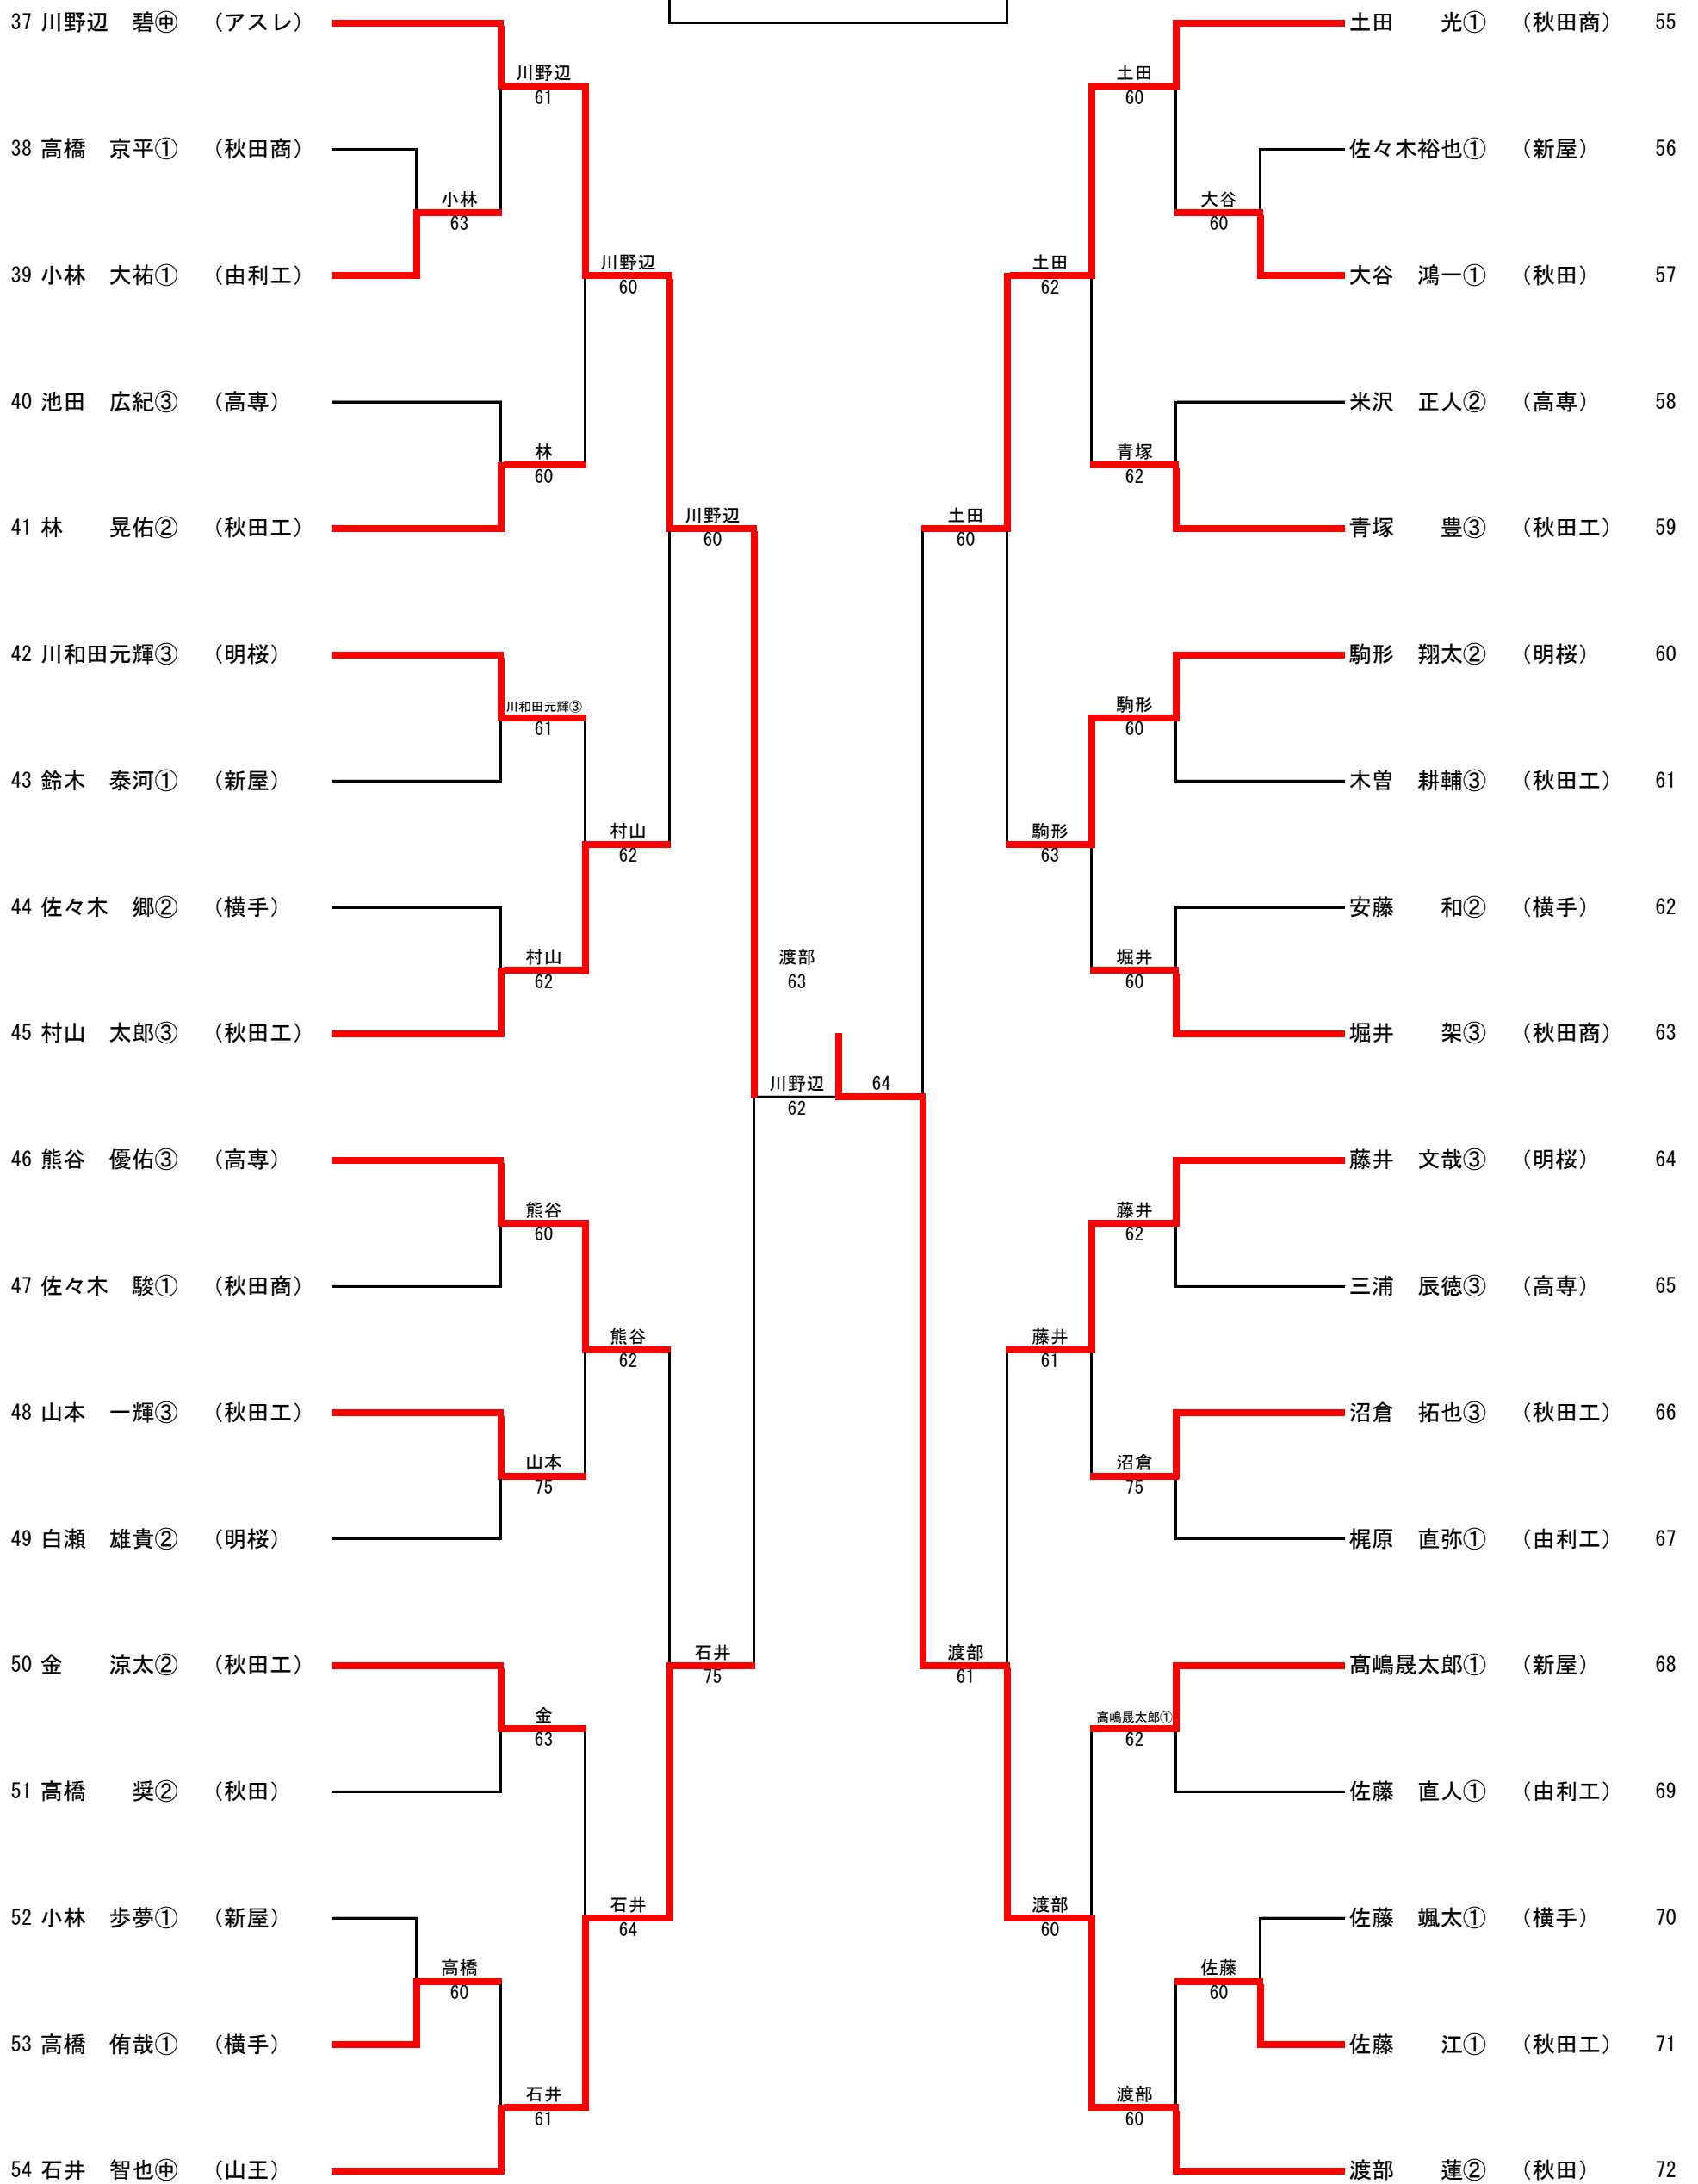 37 川野辺　碧㊥ （アスレ）
土田　　光① （秋田商） 55
川野辺
61
土田
60
38 高橋　京平① （秋田商）
佐々木裕也① （新屋） 56
小林
63
大谷
60
39 小林　大祐① （由利工）
川野辺
60
土田
62
大谷　鴻一① （秋田） 57
40 池田　広紀③ （高専）
米沢　正人② （高専） 58
林
60
青塚
62
41 林　　晃佑② （秋田工）
川野辺
60
土田
60
青塚　　豊③ （秋田工） 59
42 川和田元輝③ （明桜）
駒形　翔太② （明桜） 60
川和田元輝③
61
駒形
60
43 鈴木　泰河① （新屋）
木曽　耕輔③ （秋田工） 61
村山
62
駒形
63
44 佐々木　郷② （横手）
安藤　　和② （横手） 62
村山
62
渡部
63
堀井
60
45 村山　太郎③ （秋田工）
堀井　　架③ （秋田商） 63
川野辺
62
64
46 熊谷　優佑③ （高専）
藤井　文哉③ （明桜） 64
熊谷
60
藤井
62
47 佐々木　駿① （秋田商）
三浦　辰徳③ （高専） 65
熊谷
62
藤井
61
48 山本　一輝③ （秋田工）
沼倉　拓也③ （秋田工） 66
山本
75
沼倉
75
49 白瀬　雄貴② （明桜）
梶原　直弥① （由利工） 67
50 金　　涼太② （秋田工）
石井
75
渡部
61
髙嶋晟太郎① （新屋） 68
金
63
髙嶋晟太郎①
62
51 高橋　　奨② （秋田）
佐藤　直人① （由利工） 69
52 小林　歩夢① （新屋）
石井
64
渡部
60
佐藤　颯太① （横手） 70
高橋
60
佐藤
60
53 高橋　侑哉① （横手）
佐藤　　江① （秋田工） 71
石井
61
渡部
60
54 石井　智也㊥ （山王）
渡部　　蓮② （秋田） 72